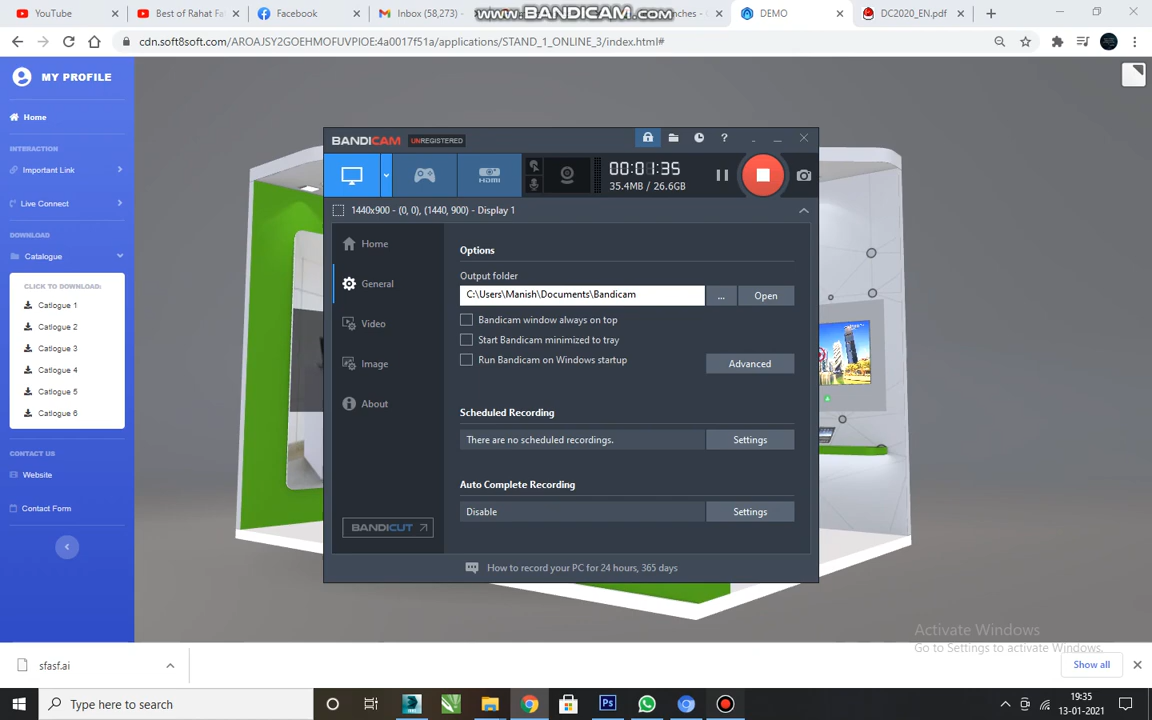 YouTube
Best of Rahat Fat
Facebook
Inbox (58,273)
www.BANDICAM.com
nches -
DEMO
DC2020_EN.pdf
cdn.soft8soft.com/AROAJSY2GOEHMOFUVPIOE:4a0017f51a/applications/STAND_1_ONLINE_3/index.html#
MY PROFILE
Home
INTERACTION
Important Link
Live Connect
DOWNLOAD
Catalogue
CLICK TO DOWNLOAD:
Catlogue 1
Catlogue 2
Catlogue 3
Catlogue 4
Catlogue 5
Catlogue 6
CONTACT US
Website
Contact Form
BANDICAM UNREGISTERED
HDMI
00:01:35
35.4MB / 26.6GB
1440x900 - (0, 0), (1440, 900) - Display 1
Home
General
Video
Image
About
BANDICUT
Options
Output folder
C:\Users\Manish\Documents\Bandicam
...
Open
Bandicam window always on top
Start Bandicam minimized to tray
Run Bandicam on Windows startup
Advanced
Scheduled Recording
There are no scheduled recordings.
Settings
Auto Complete Recording
Disable
Settings
How to record your PC for 24 hours, 365 days
Activate Windows
Go to Settings to activate Windows.
sfasf.ai
Show all
Type here to search
Ps
19:35
13-01-2021